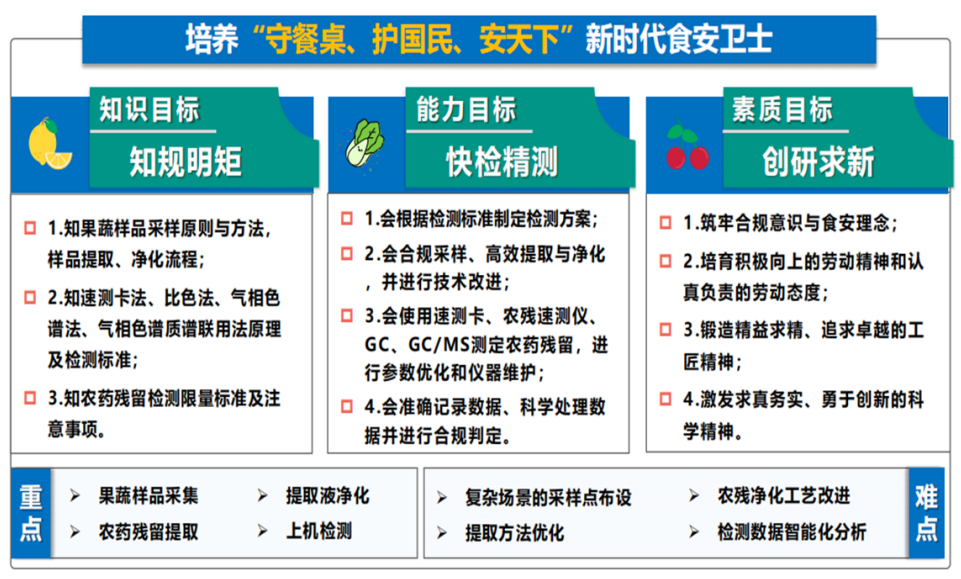 培养“守餐桌、护国民、安天下”新时代食安卫士
知识目标
知规明矩
1.知果蔬样品采样原则与方法，
样品提取、净化流程；
2.知速测卡法、比色法、气相色
谱法、气相色谱质谱联用法原理
及检测标准；
3.知农药残留检测限量标准及注
意事项。
能力目标
快检精测
1.会根据检测标准制定检测方案；
2.会合规采样、高效提取与净化
，并进行技术改进；
3.会使用速测卡、农残速测仪、
GC、GC/MS测定农药残留，进
行参数优化和仪器维护；
4.会准确记录数据、科学处理数
据并进行合规判定。
素质目标
创研求新
1.筑牢合规意识与食安理念；
2.培育积极向上的劳动精神和认
真负责的劳动态度；
3.锻造精益求精、追求卓越的工
匠精神；
4.激发求真务实、勇于创新的科
学精神。
重点
果蔬样品采集
提取液净化
农药残留提取
上机检测
复杂场景的采样点布设
农残净化工艺改进
提取方法优化
检测数据智能化分析
难点